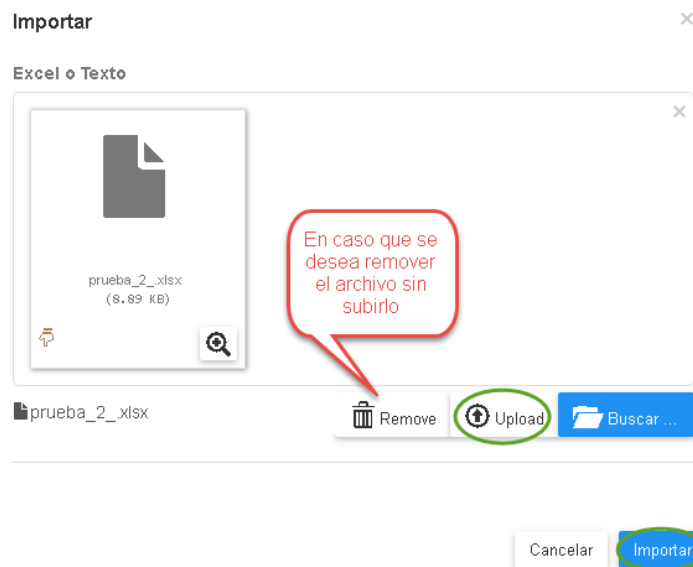 Importar
Excel o Texto
prueba_2_.xlsx
(8.89 KB)
En caso que se
desea remover
el archivo sin
subirlo
prueba_2_.xlsx
Remove
Upload
Buscar ...
Cancelar
Importar